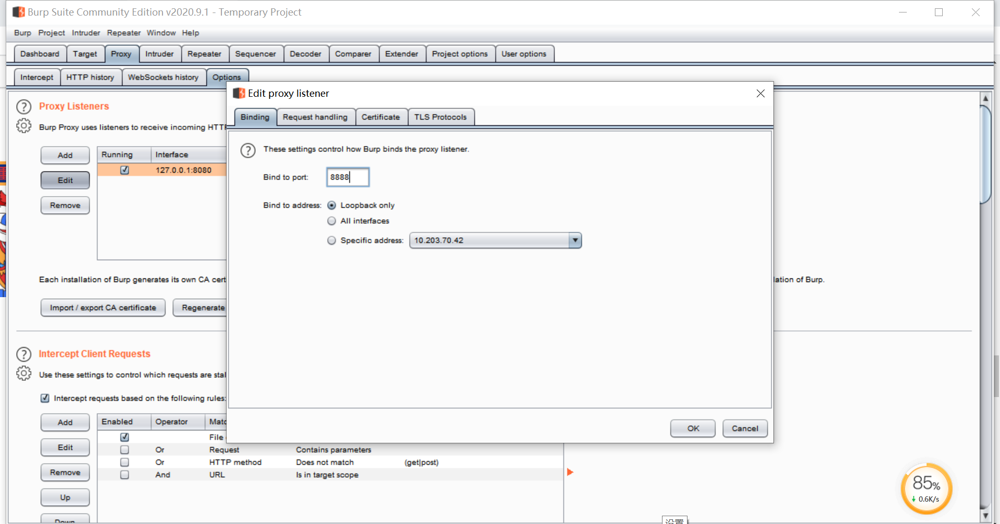 Burp Suite Community Edition v2020.9.1 - Temporary Project
Burp Project Intruder Repeater Window Help
Dashboard Target Proxy Intruder Repeater Sequencer Decoder Comparer Extender Project options User options
Intercept HTTP history WebSockets history Options
Edit proxy listener
Proxy Listeners
Binding Request handling Certificate TLS Protocols
Burp Proxy uses listeners to receive incoming HTTP
These settings control how Burp binds the proxy listener.
Add Running Interface
127.0.0.1:8080
Edit
Bind to port: 8888
Remove
Bind to address: Loopback only
All interfaces
Specific address: 10.203.70.42
Each installation of Burp generates its own CA cert
lation of Burp.
Import / export CA certificate Regenerate
Intercept Client Requests
Use these settings to control which requests are stal
Intercept requests based on the following rules:
Add Enabled Operator Matc
OK Cancel
File
Edit
Or Request Contains parameters
Or HTTP method Does not match (get|post)
Remove
And URL Is in target scope
Up
85%
0.6K/s
Down
设置